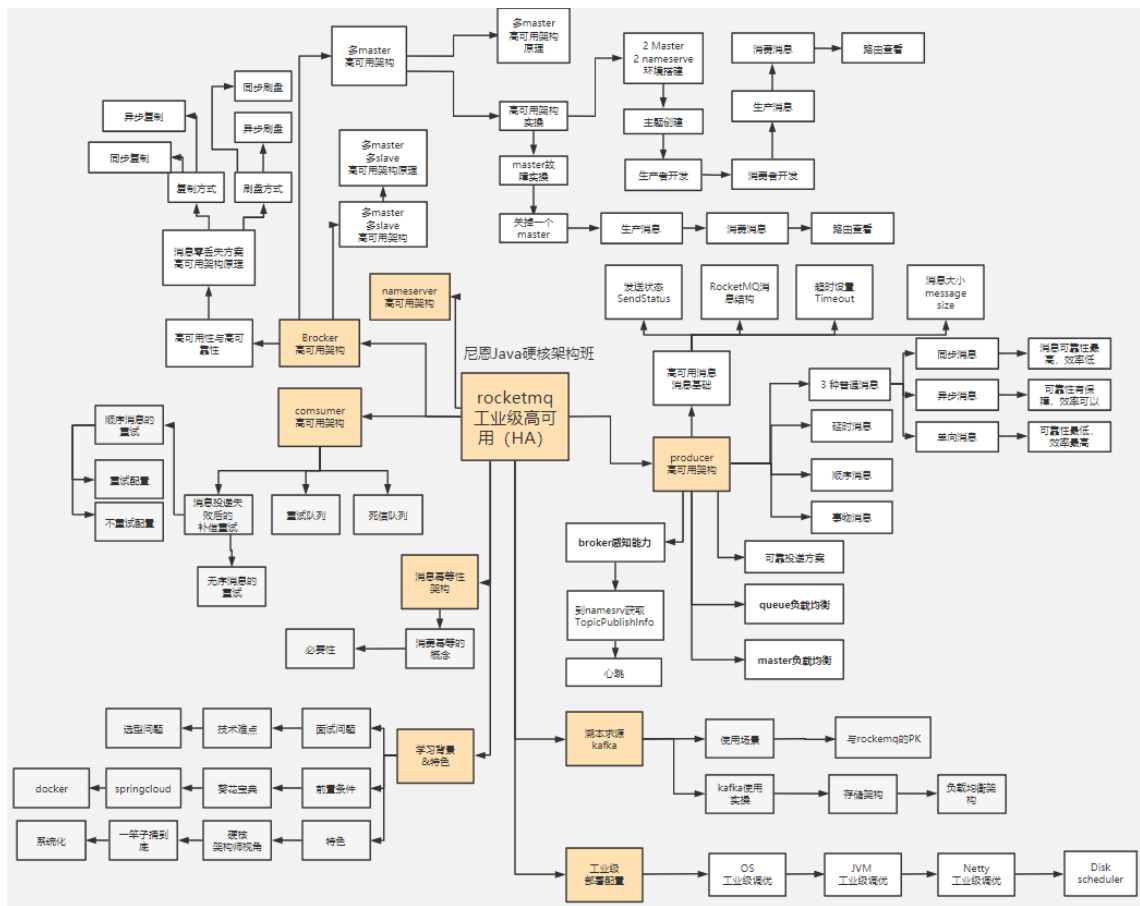 多master
高可用架构
原理
多master
高可用架构
2 Master
2 nameserve
环境搭建
消费消息
路由查看
同步刷盘
异步复制
异步刷盘
高可用架构
实操
主题创建
生产消息
同步复制
多master
多slave
高可用架构原理
master故
障实操
生产者开发
消费者开发
复制方式
刷盘方式
多master
多slave
高可用架构
关掉一个
master
生产消息
消费消息
路由查看
消息零丢失方案
高可用架构原理
nameserver
高可用架构
发送状态
SendStatus
RocketMQ消
息结构
超时设置
Timeout
消息大小
message
size
高可用性与高可
靠性
Brocker
高可用架构
尼恩Java硬核架构班
高可用消息
消息基础
3 种普通消息
同步消息
消息可靠性最
高，效率低
异步消息
可靠性有保
障，效率可以
单向消息
可靠性最低，
效率最高
rocketmq
工业级高可
用（HA）
comsumer
高可用架构
顺序消息的
重试
延时消息
producer
高可用架构
重试配置
不重试配置
消息投递失
败后的
补偿重试
重试队列
死信队列
顺序消息
事物消息
broker感知能力
可靠投递方案
无序消息的
重试
消息幂等性
架构
到namesrv获取
TopicPublishInfo
queue负载均衡
必要性
消费幂等的
概念
心跳
master负载均衡
选型问题
技术难点
面试问题
学习背景
&特色
溯本求源
kafka
使用场景
与rockemq的PK
docker
springcloud
葵花宝典
前置条件
kafka使用
实操
存储架构
负载均衡架
构
系统化
一竿子捅到
底
硬核
架构师视角
特色
工业级
部署配置
OS
工业级调优
JVM
工业级调优
Netty
工业级调优
Disk
scheduler